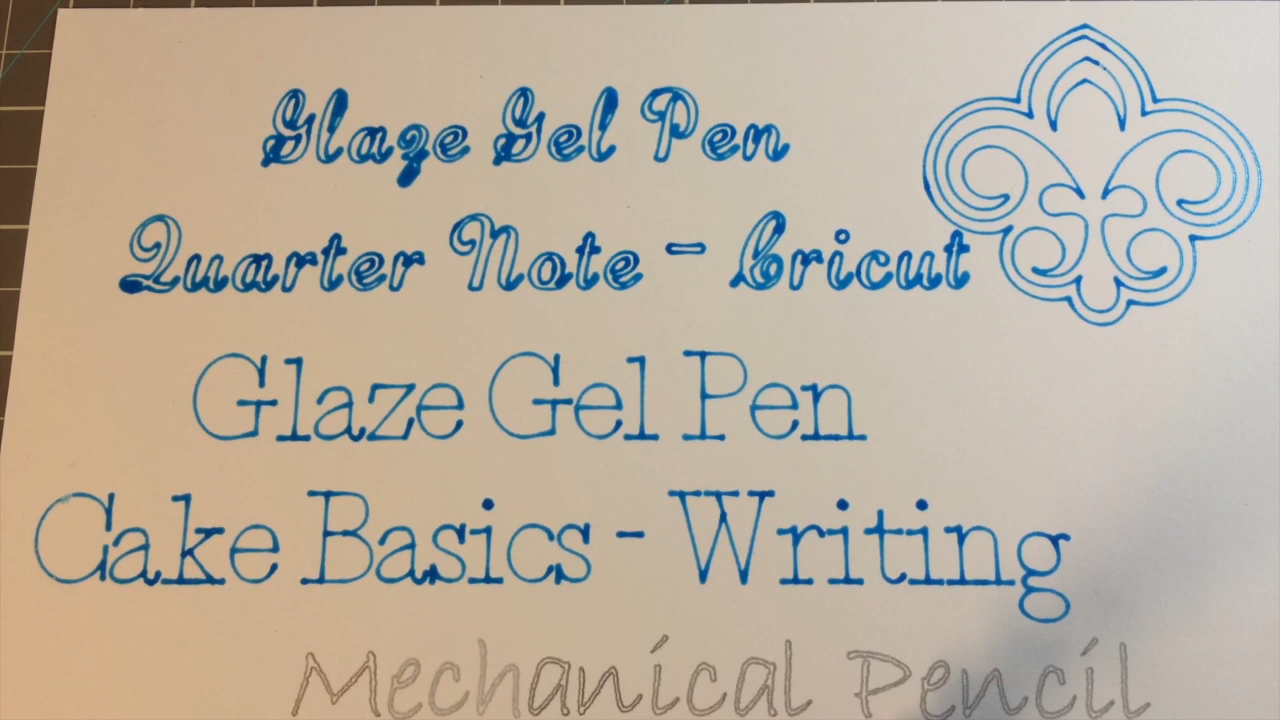 Glaze Gel Pen
Quarter Note - Cricut
Glaze Gel Pen
Cake Basics - Writing
Mechanical Pencil